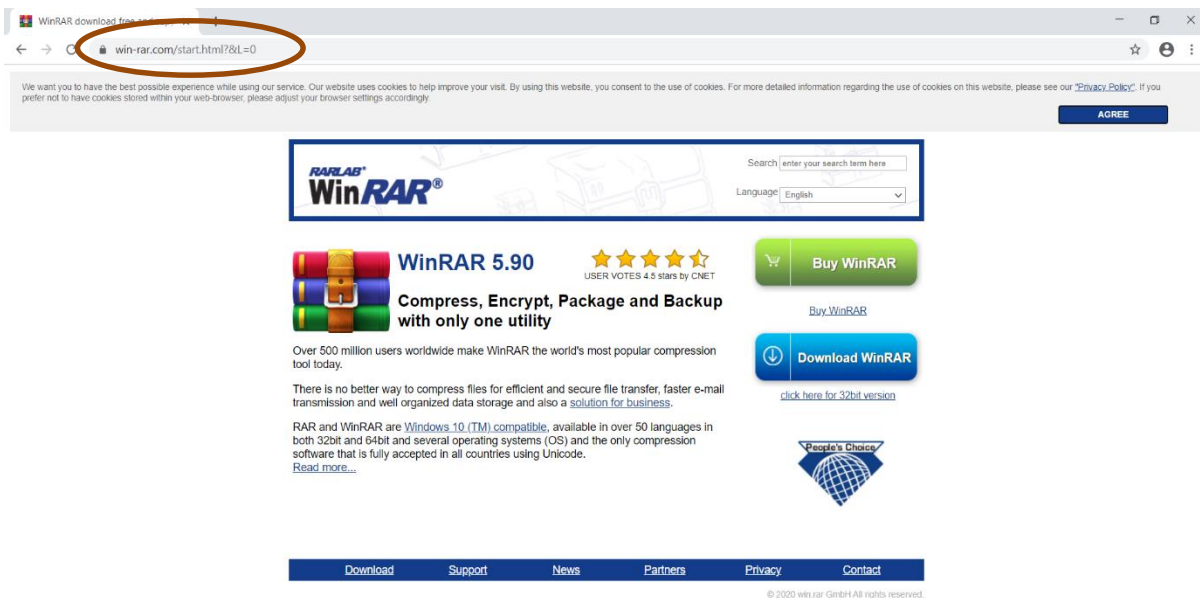 WinRAR download free and
win-rar.com/start.html?&L=0
We want you to have the best possible experience while using our service. Our website uses cookies to help improve your visit. By using this website, you consent to the use of cookies. For more detailed information regarding the use of cookies on this website, please see our "Privacy Policy". If you
prefer not to have cookies stored within your web-browser, please adjust your browser settings accordingly.
AGREE
RARLAB®
WinRAR®
Search enter your search term here
Language English
WinRAR 5.90
USER VOTES 4.5 stars by CNET
Compress, Encrypt, Package and Backup
with only one utility
Over 500 million users worldwide make WinRAR the world's most popular compression
tool today.
There is no better way to compress files for efficient and secure file transfer, faster e-mail
transmission and well organized data storage and also a solution for business.
RAR and WinRAR are Windows 10 (TM) compatible, available in over 50 languages in
both 32bit and 64bit and several operating systems (OS) and the only compression
software that is fully accepted in all countries using Unicode.
Read more...
Buy WinRAR
Buy WinRAR
Download WinRAR
click here for 32bit version
People's Choice
Download Support News Partners Privacy Contact
© 2020 win.rar GmbH All rights reserved.